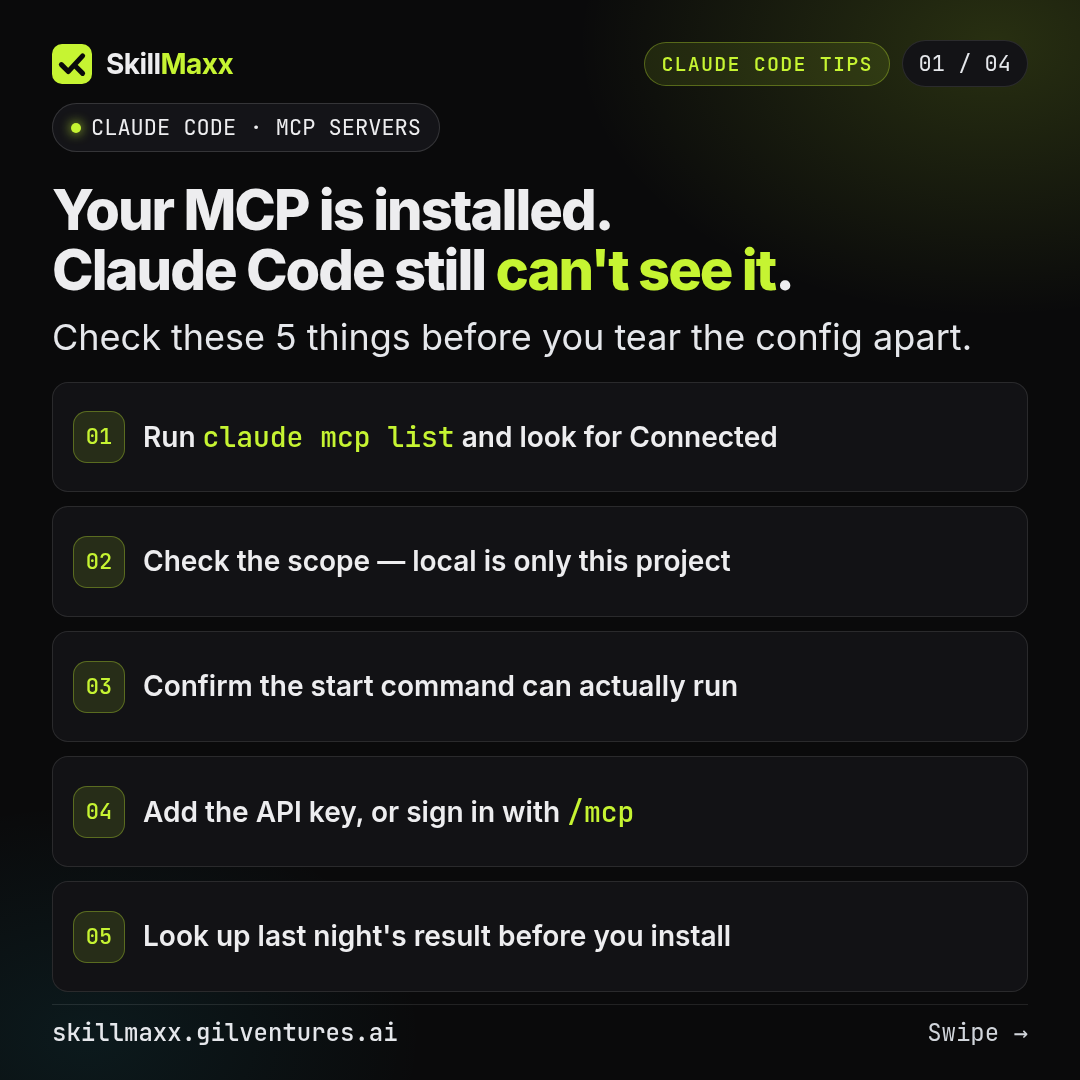 SkillMaxx
CLAUDE CODE TIPS
01 / 04
CLAUDE CODE · MCP SERVERS
Your MCP is installed.
Claude Code still can't see it.
Check these 5 things before you tear the config apart.
01 Run claude mcp list and look for Connected
02 Check the scope — local is only this project
03 Confirm the start command can actually run
04 Add the API key, or sign in with /mcp
05 Look up last night's result before you install
skillmaxx.gilventures.ai
Swipe →